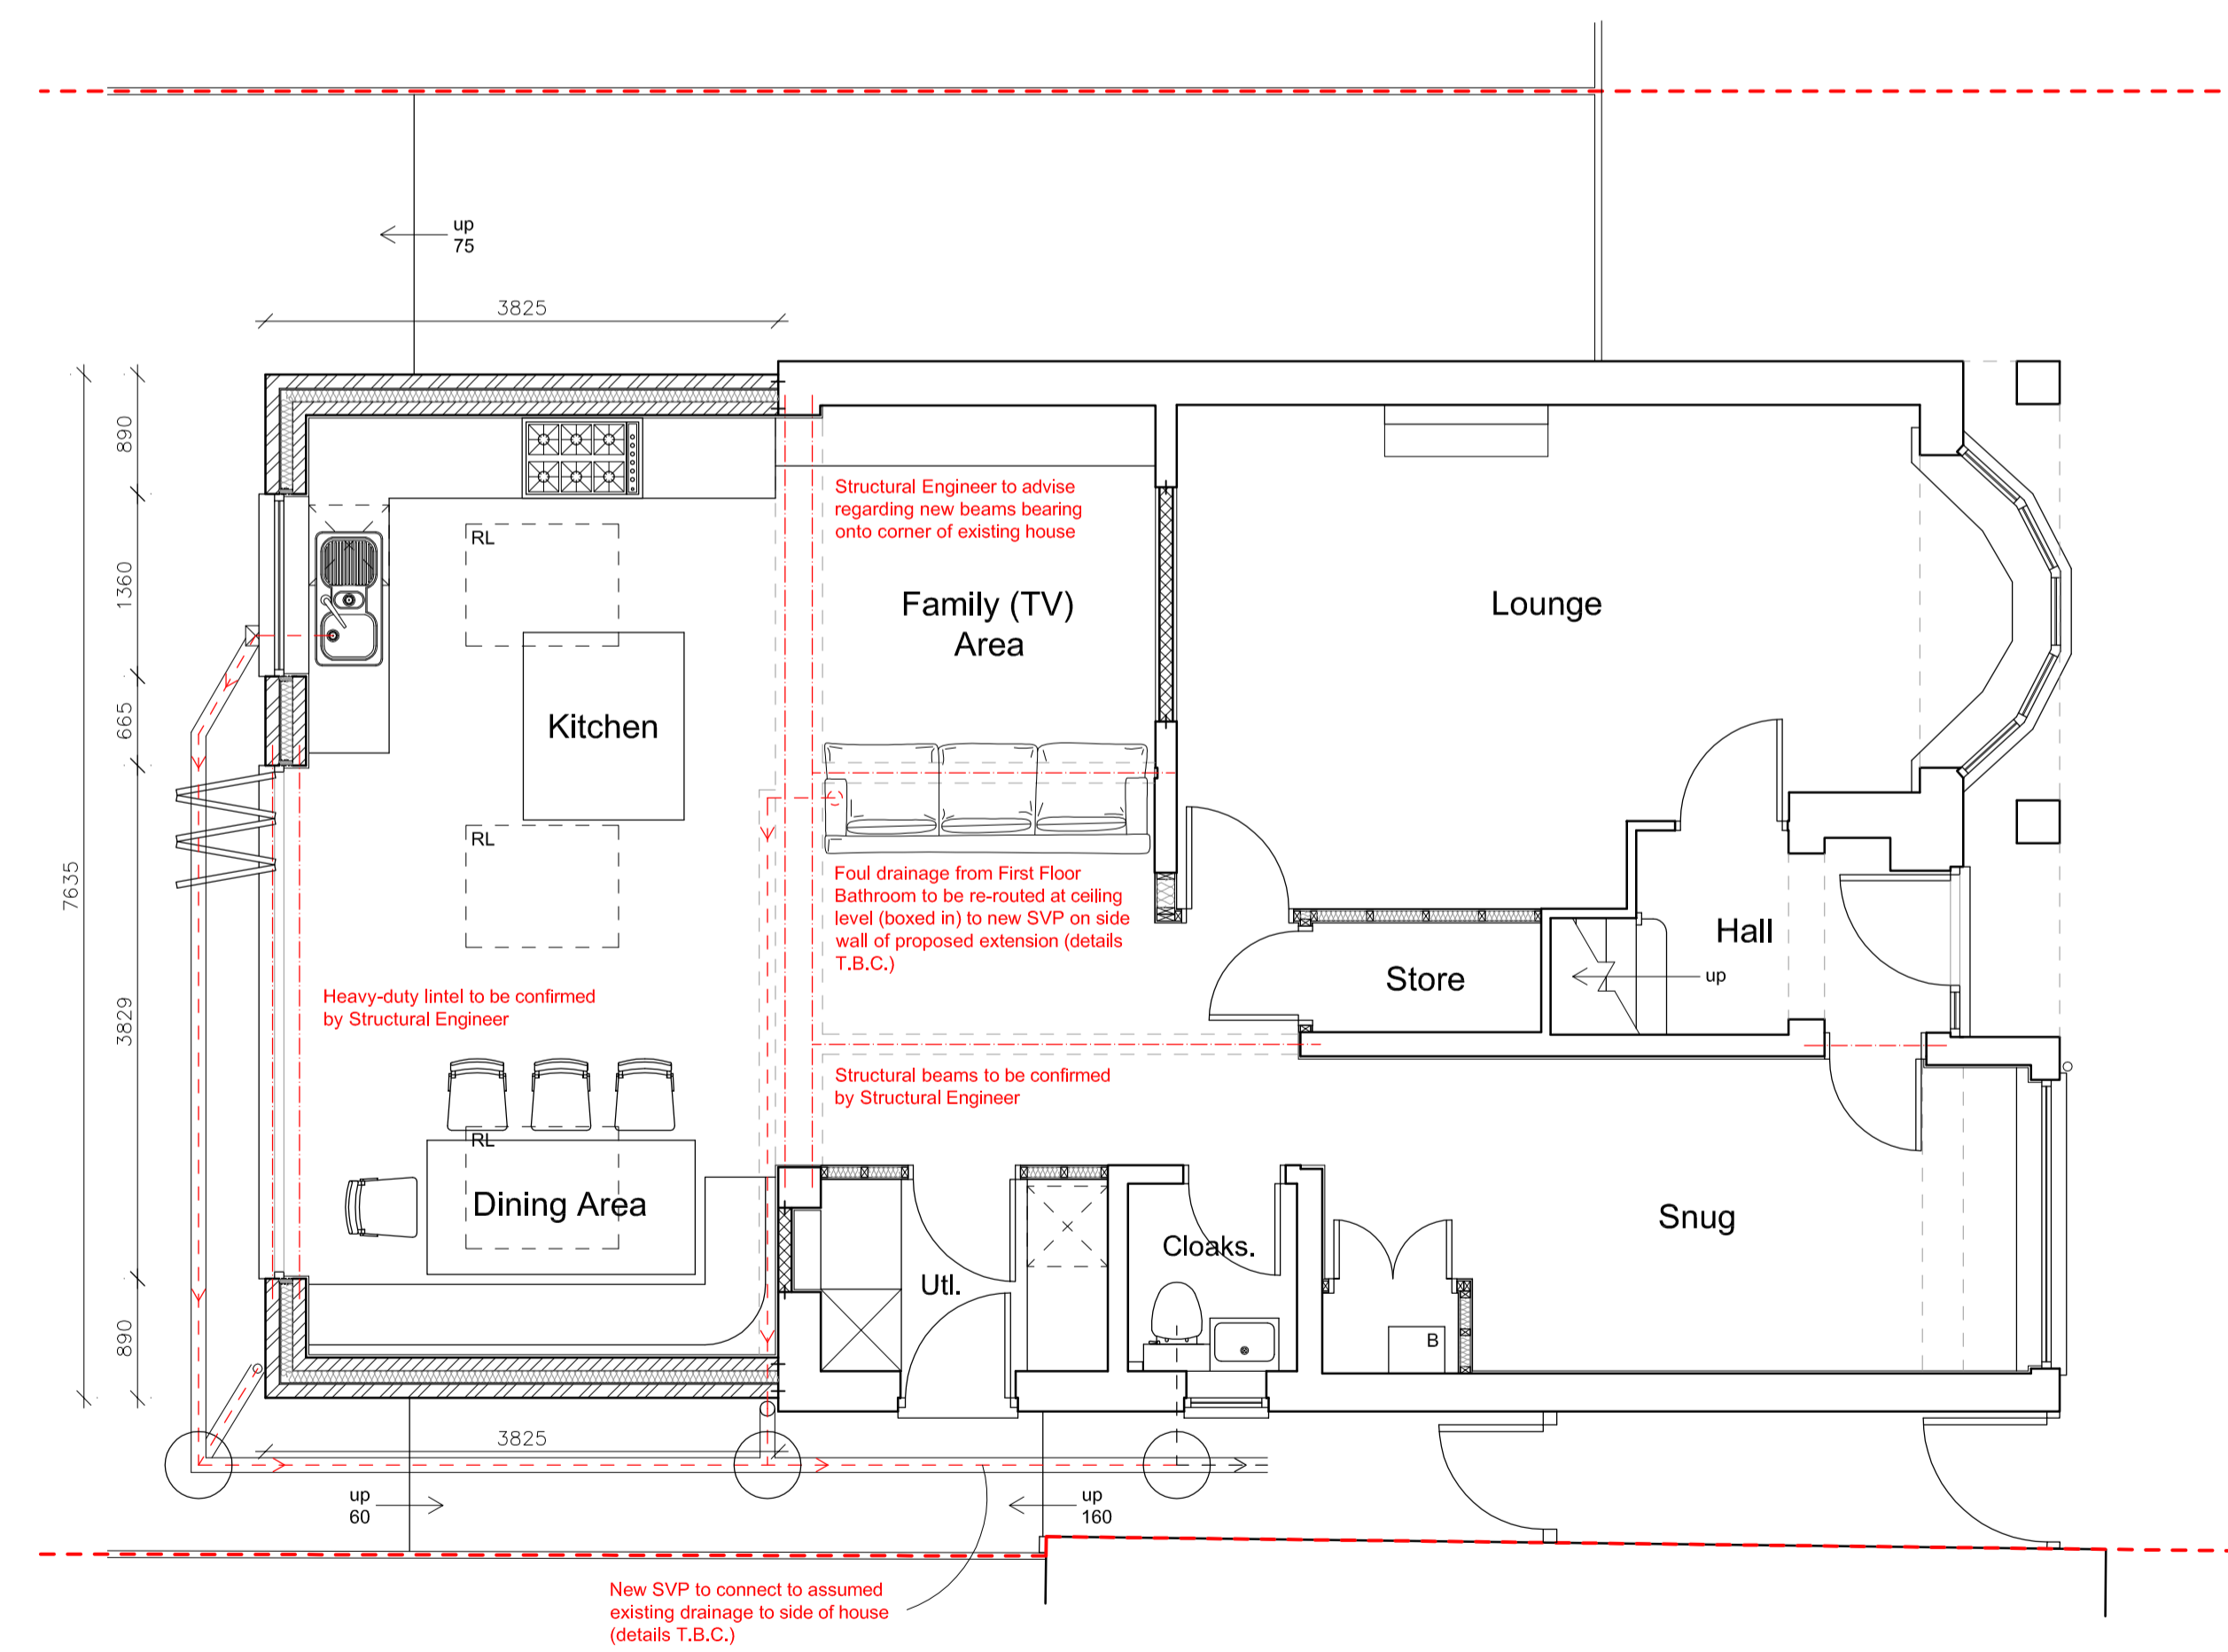 up
75
3825
890
1360
665
7635
3829
890
RL
Structural Engineer to advise
regarding new beams bearing
onto corner of existing house
Family (TV)
Area
Lounge
Kitchen
RL
Foul drainage from First Floor
Bathroom to be re-routed at ceiling
level (boxed in) to new SVP on side
wall of proposed extension (details
T.B.C.)
Hall
Store
up
Heavy-duty lintel to be confirmed
by Structural Engineer
Structural beams to be confirmed
by Structural Engineer
RL
Dining Area
Snug
Cloaks.
Utl.
B
3825
up
60
up
160
New SVP to connect to assumed
existing drainage to side of house
(details T.B.C.)